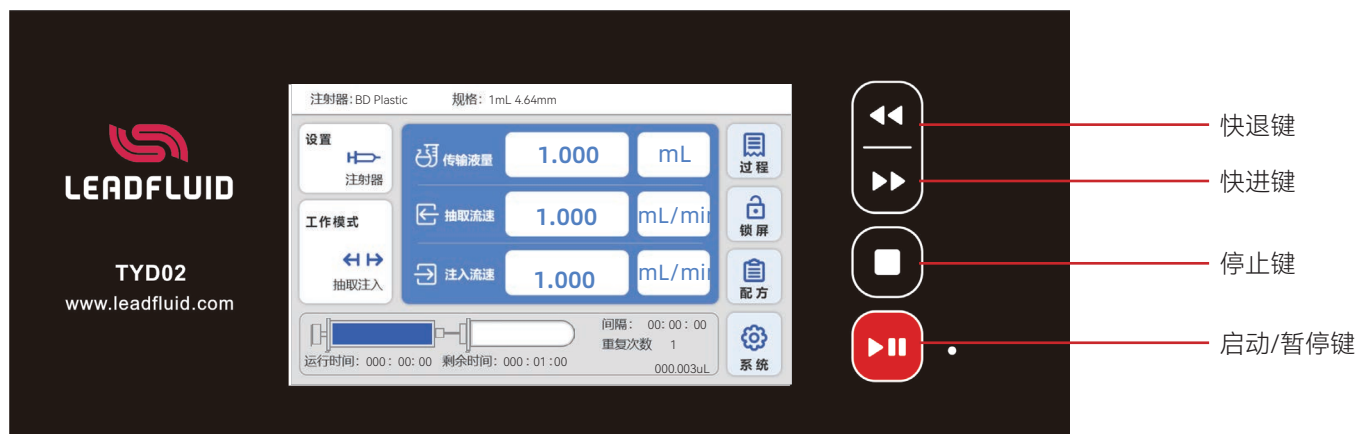 注射器:BD Plastic 规格: 1mL 4.64mm
LEADFLUID
TYD02
www.leadfluid.com
设置
注射器
工作模式
抽取注入
传输液量 1.000 mL
抽取流速 1.000 mL/min
注入流速 1.000 mL/min
过程
锁屏
配方
系统
间隔: 00:00:00
重复次数 1
运行时间: 000:00:00 剩余时间: 000:01:00
000.003uL
快退键
快进键
停止键
启动/暂停键